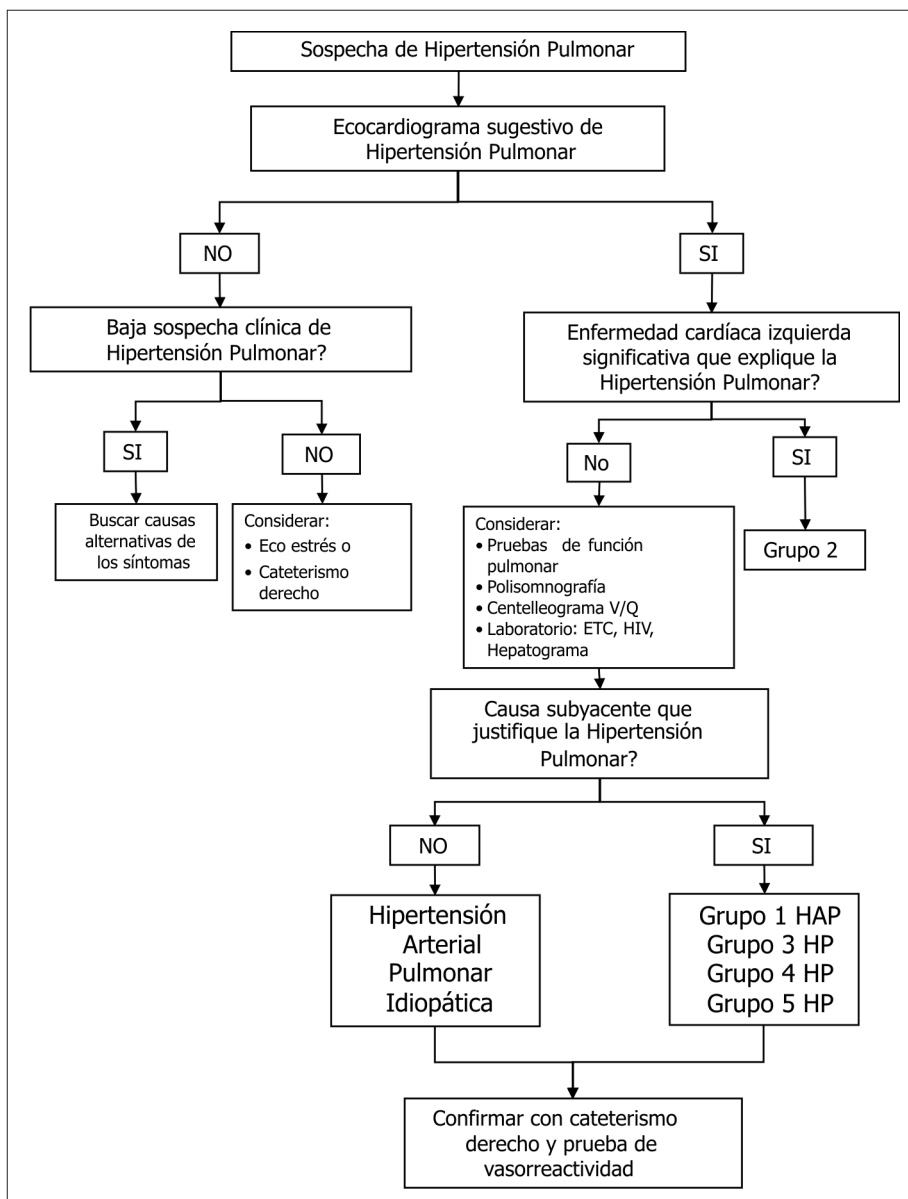 Sospecha de Hipertensión Pulmonar
Ecocardiograma sugestivo de
Hipertensión Pulmonar
NO
SI
Baja sospecha clínica de
Hipertensión Pulmonar?
Enfermedad cardíaca izquierda
significativa que explique la
Hipertensión Pulmonar?
SI
NO
No
SI
Buscar causas
alternativas de
los síntomas
Considerar:
• Eco estrés o
• Cateterismo
derecho
Considerar:
• Pruebas de función
pulmonar
• Polisomnografía
• Centelleograma V/Q
• Laboratorio: ETC, HIV,
Hepatograma
Grupo 2
Causa subyacente que
justifique la Hipertensión
Pulmonar?
NO
SI
Hipertensión
Arterial
Pulmonar
Idiopática
Grupo 1 HAP
Grupo 3 HP
Grupo 4 HP
Grupo 5 HP
Confirmar con cateterismo
derecho y prueba de
vasorreactividad